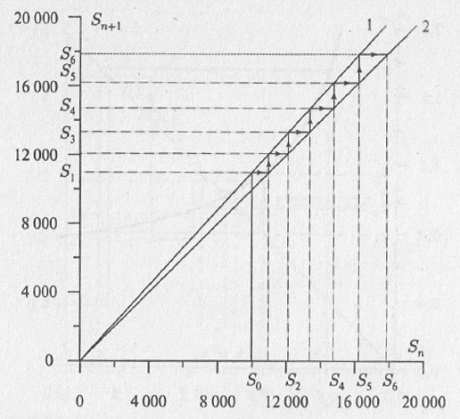 20 000
S_{n+1}
1
2
S_6
S_5
16 000
S_4
S_3
12 000
S_1
8 000
4 000
0
S_n
S_0 S_2 S_4 S_5 S_6
0 4 000 8 000 12 000 16 000 20 000